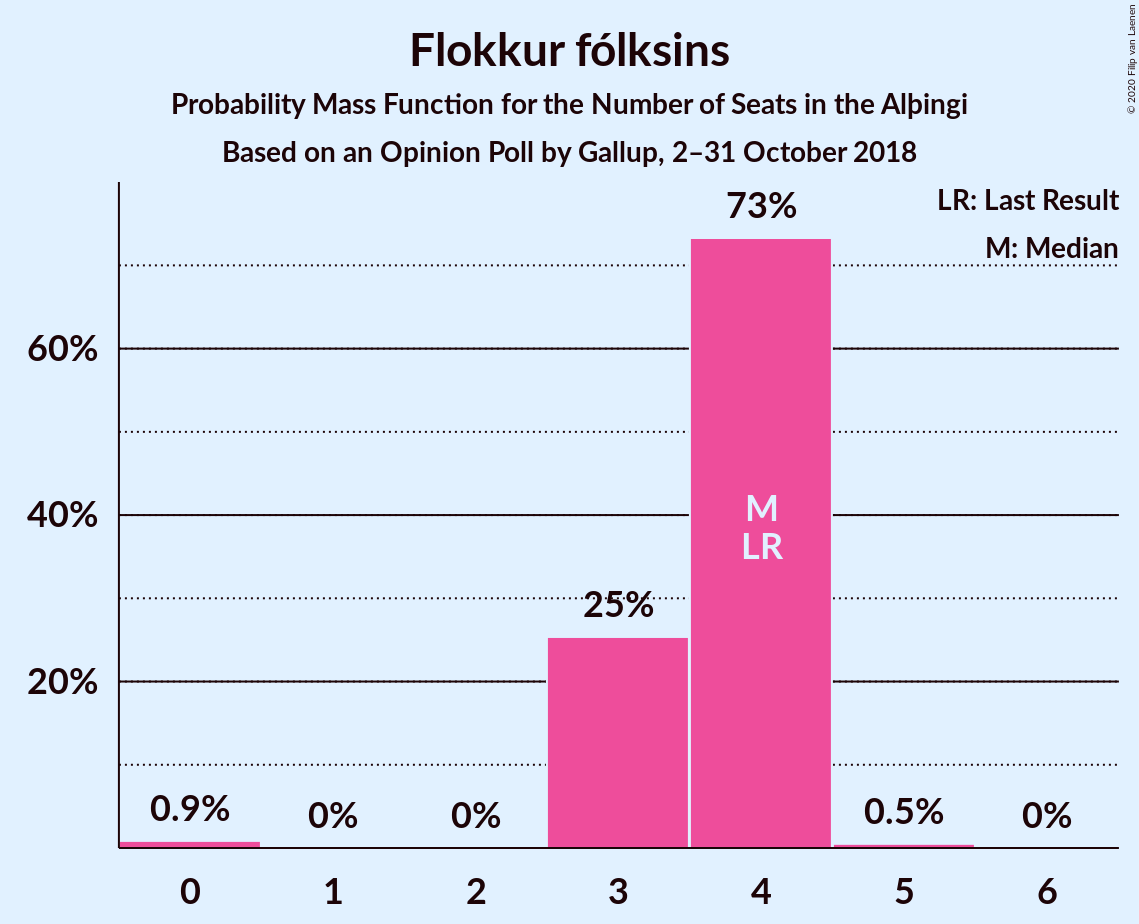 Flokkur fólksins
Probability Mass Function for the Number of Seats in the Alþingi
Based on an Opinion Poll by Gallup, 2–31 October 2018
© 2020 Filip van Laenen
LR: Last Result
M: Median
73%
60%
40%
20%
M
LR
25%
0.9%
0%
0%
0.5%
0%
0 1 2 3 4 5 6